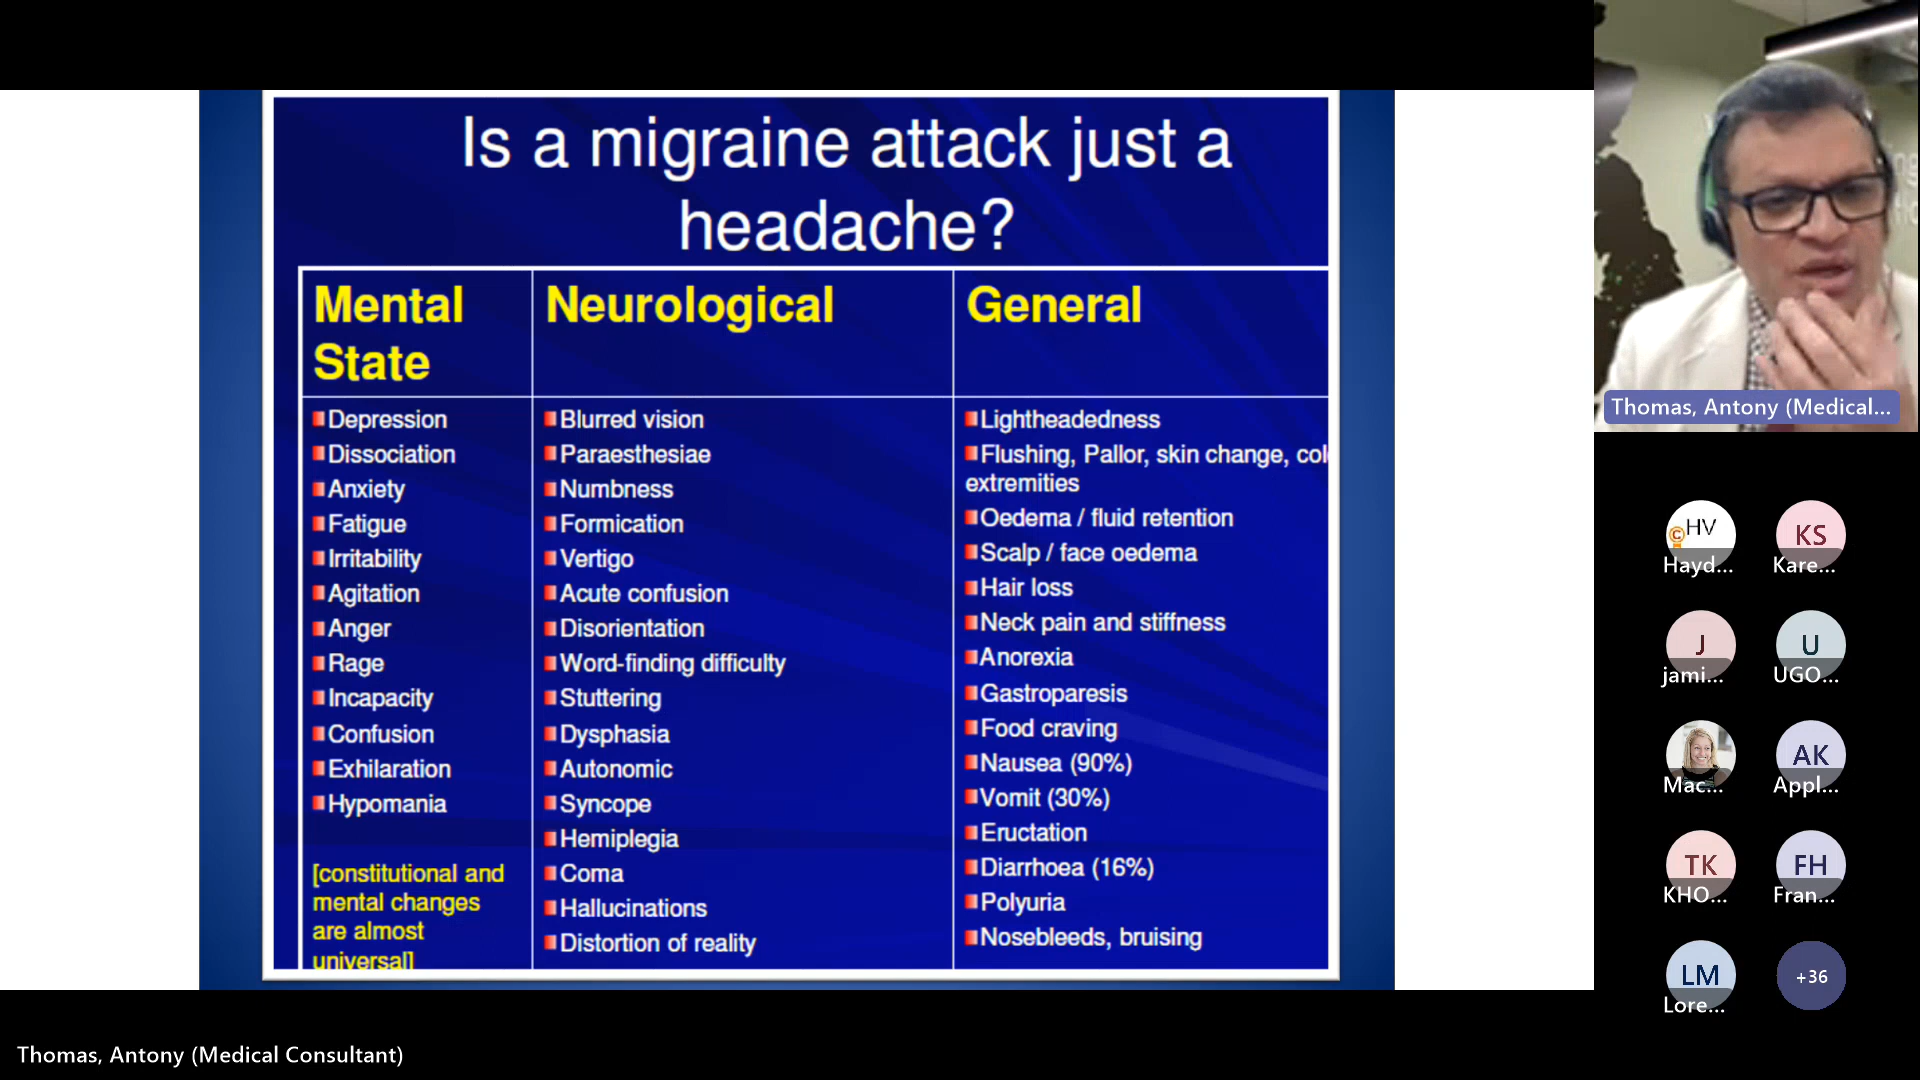 Is a migraine attack just a
headache?
Mental
State
Depression
Dissociation
Anxiety
Fatigue
Irritability
Agitation
Anger
Rage
Incapacity
Confusion
Exhilaration
Hypomania
[constitutional and
mental changes
are almost
universal]
Neurological
Blurred vision
Paraesthesiae
Numbness
Formication
Vertigo
Acute confusion
Disorientation
Word-finding difficulty
Stuttering
Dysphasia
Autonomic
Syncope
Hemiplegia
Coma
Hallucinations
Distortion of reality
General
Lightheadedness
Flushing, Pallor, skin change, col
extremities
Oedema / fluid retention
Scalp / face oedema
Hair loss
Neck pain and stiffness
Anorexia
Gastroparesis
Food craving
Nausea (90%)
Vomit (30%)
Eructation
Diarrhoea (16%)
Polyuria
Nosebleeds, bruising
Thomas, Antony (Medical...
HV
Hayd...
KS
Kare...
J
jami...
U
UGO...
Mac...
AK
Appl...
TK
KHO...
FH
Fran...
LM
Lore...
+36
Thomas, Antony (Medical Consultant)